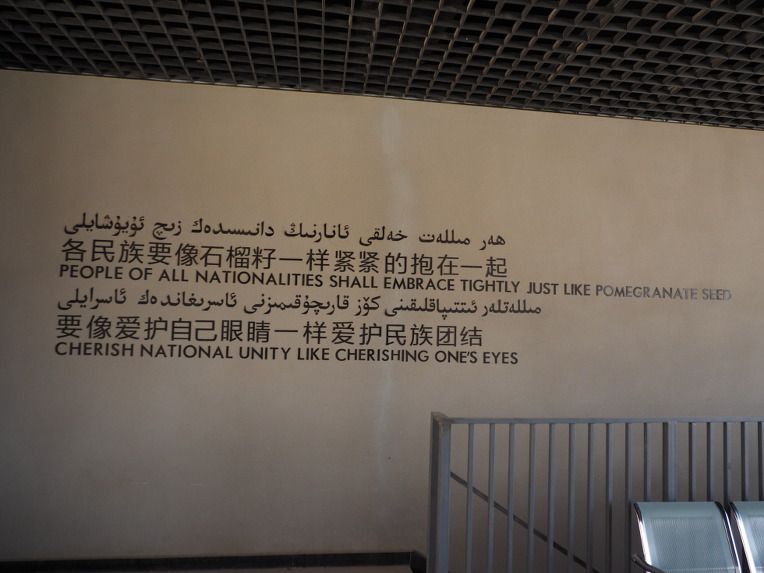 ھەر مىللەت خەلقى ئانارنىڭ دانىسىدەك زىچ ئۇيۇشايلى
各民族要像石榴籽一样紧紧的抱在一起
PEOPLE OF ALL NATIONALITIES SHALL EMBRACE TIGHTLY JUST LIKE POMEGRANATE SEED
مىللەتلەر ئىتتىپاقلىقىنى كۆز قارىچۇقىمىزنى ئاسرىغاندەك ئاسرايلى
要像爱护自己眼睛一样爱护民族团结
CHERISH NATIONAL UNITY LIKE CHERISHING ONE'S EYES